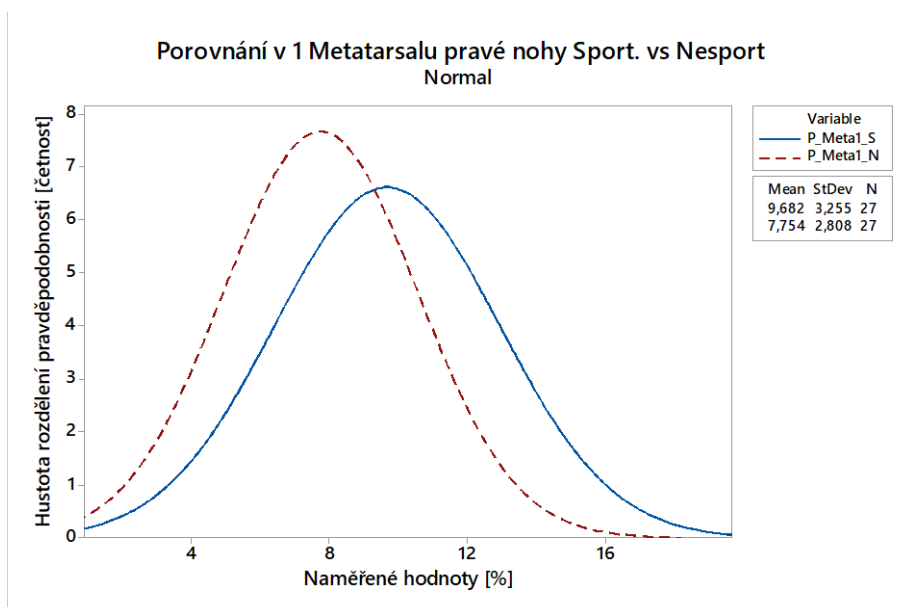 Porovnání v 1 Metatarsalu pravé nohy Sport. vs Nesport
Normal
Hustota rozdělení pravděpodobnosti [četnost]
8
7
6
5
4
3
2
1
0
4 8 12 16
Naměřené hodnoty [%]
Variable
P_Meta1_S
P_Meta1_N
Mean StDev N
9,682 3,255 27
7,754 2,808 27